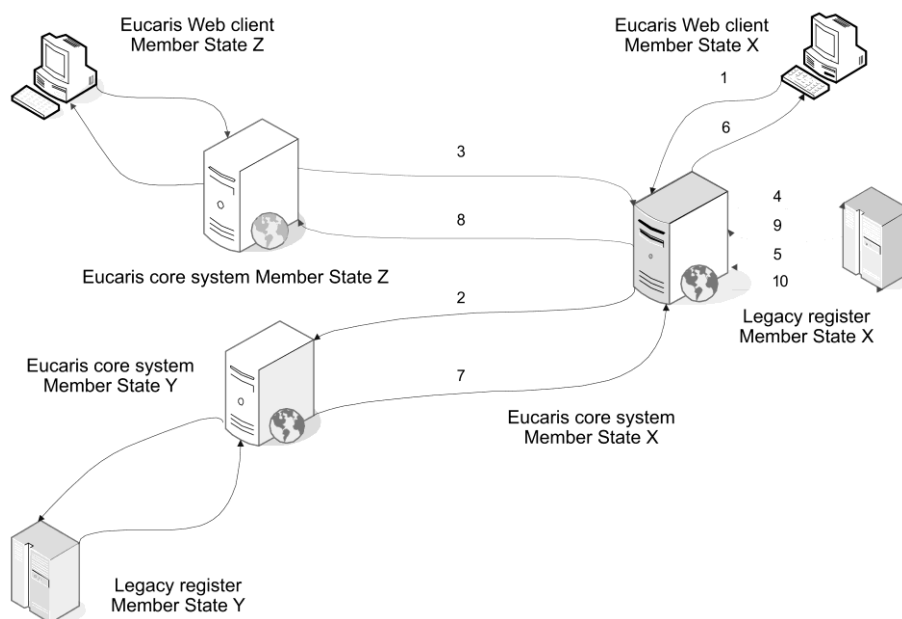 Eucaris Web client
Member State Z
Eucaris Web client
Member State X
1
6
3
8
4
9
5
10
Eucaris core system Member State Z
Legacy register
Member State X
2
Eucaris core system
Member State Y
7
Eucaris core system
Member State X
Legacy register
Member State Y